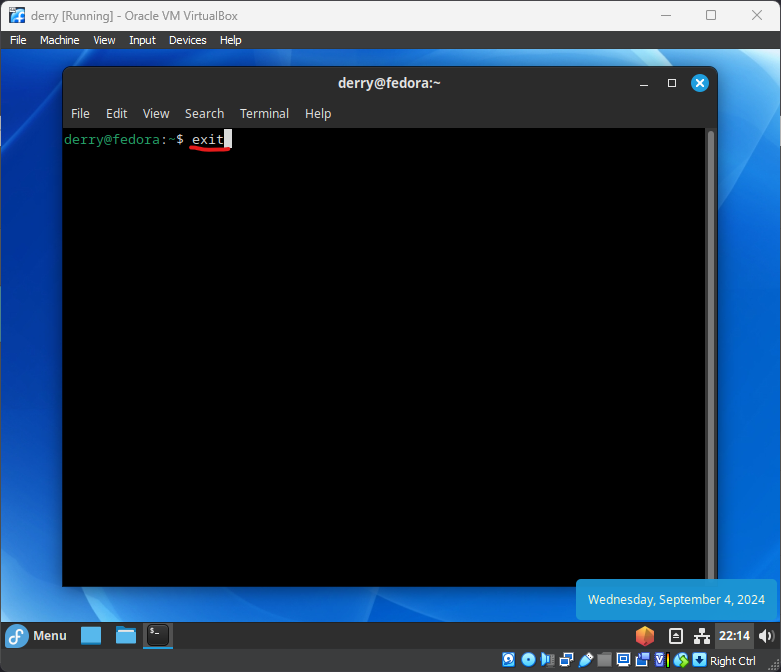 derry [Running] - Oracle VM VirtualBox
File Machine View Input Devices Help
derry@fedora:~
File Edit View Search Terminal Help
derry@fedora:~$ exit
Wednesday, September 4, 2024
Menu 22:14
Right Ctrl